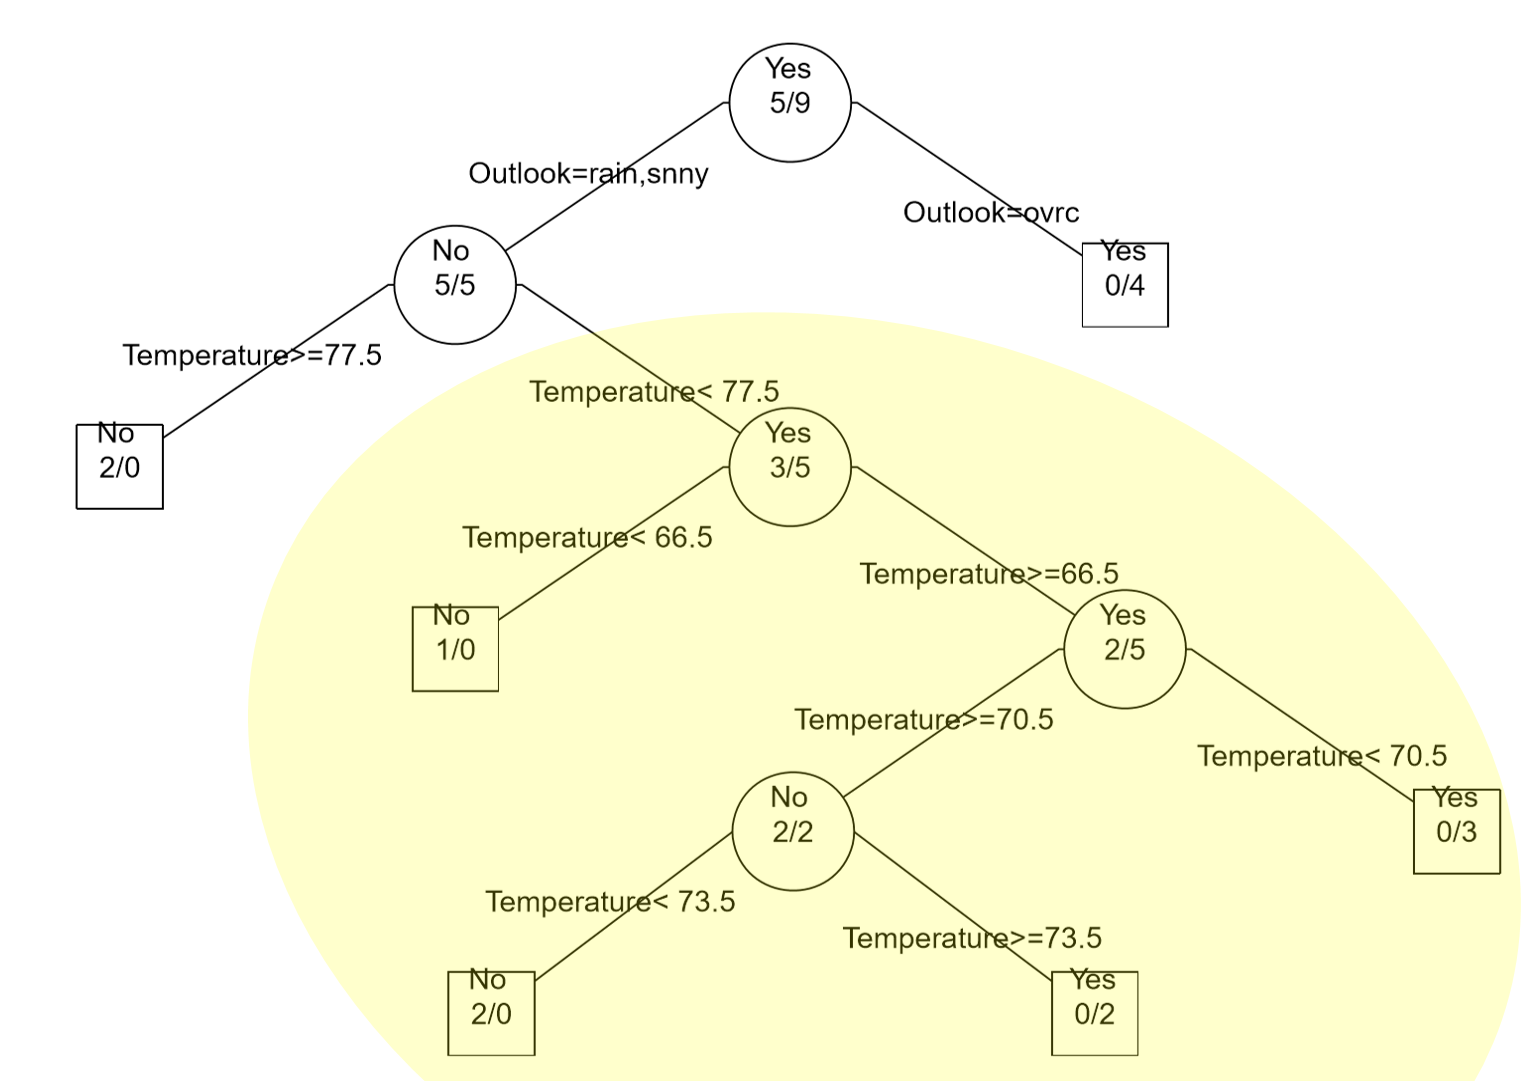 Yes
5/9
Outlook=rain,snny
Outlook=ovrc
No
5/5
Yes
0/4
Temperature>=77.5
Temperature< 77.5
No
2/0
Yes
3/5
Temperature< 66.5
Temperature>=66.5
No
1/0
Yes
2/5
Temperature>=70.5
Temperature< 70.5
No
2/2
Yes
0/3
Temperature< 73.5
Temperature>=73.5
No
2/0
Yes
0/2